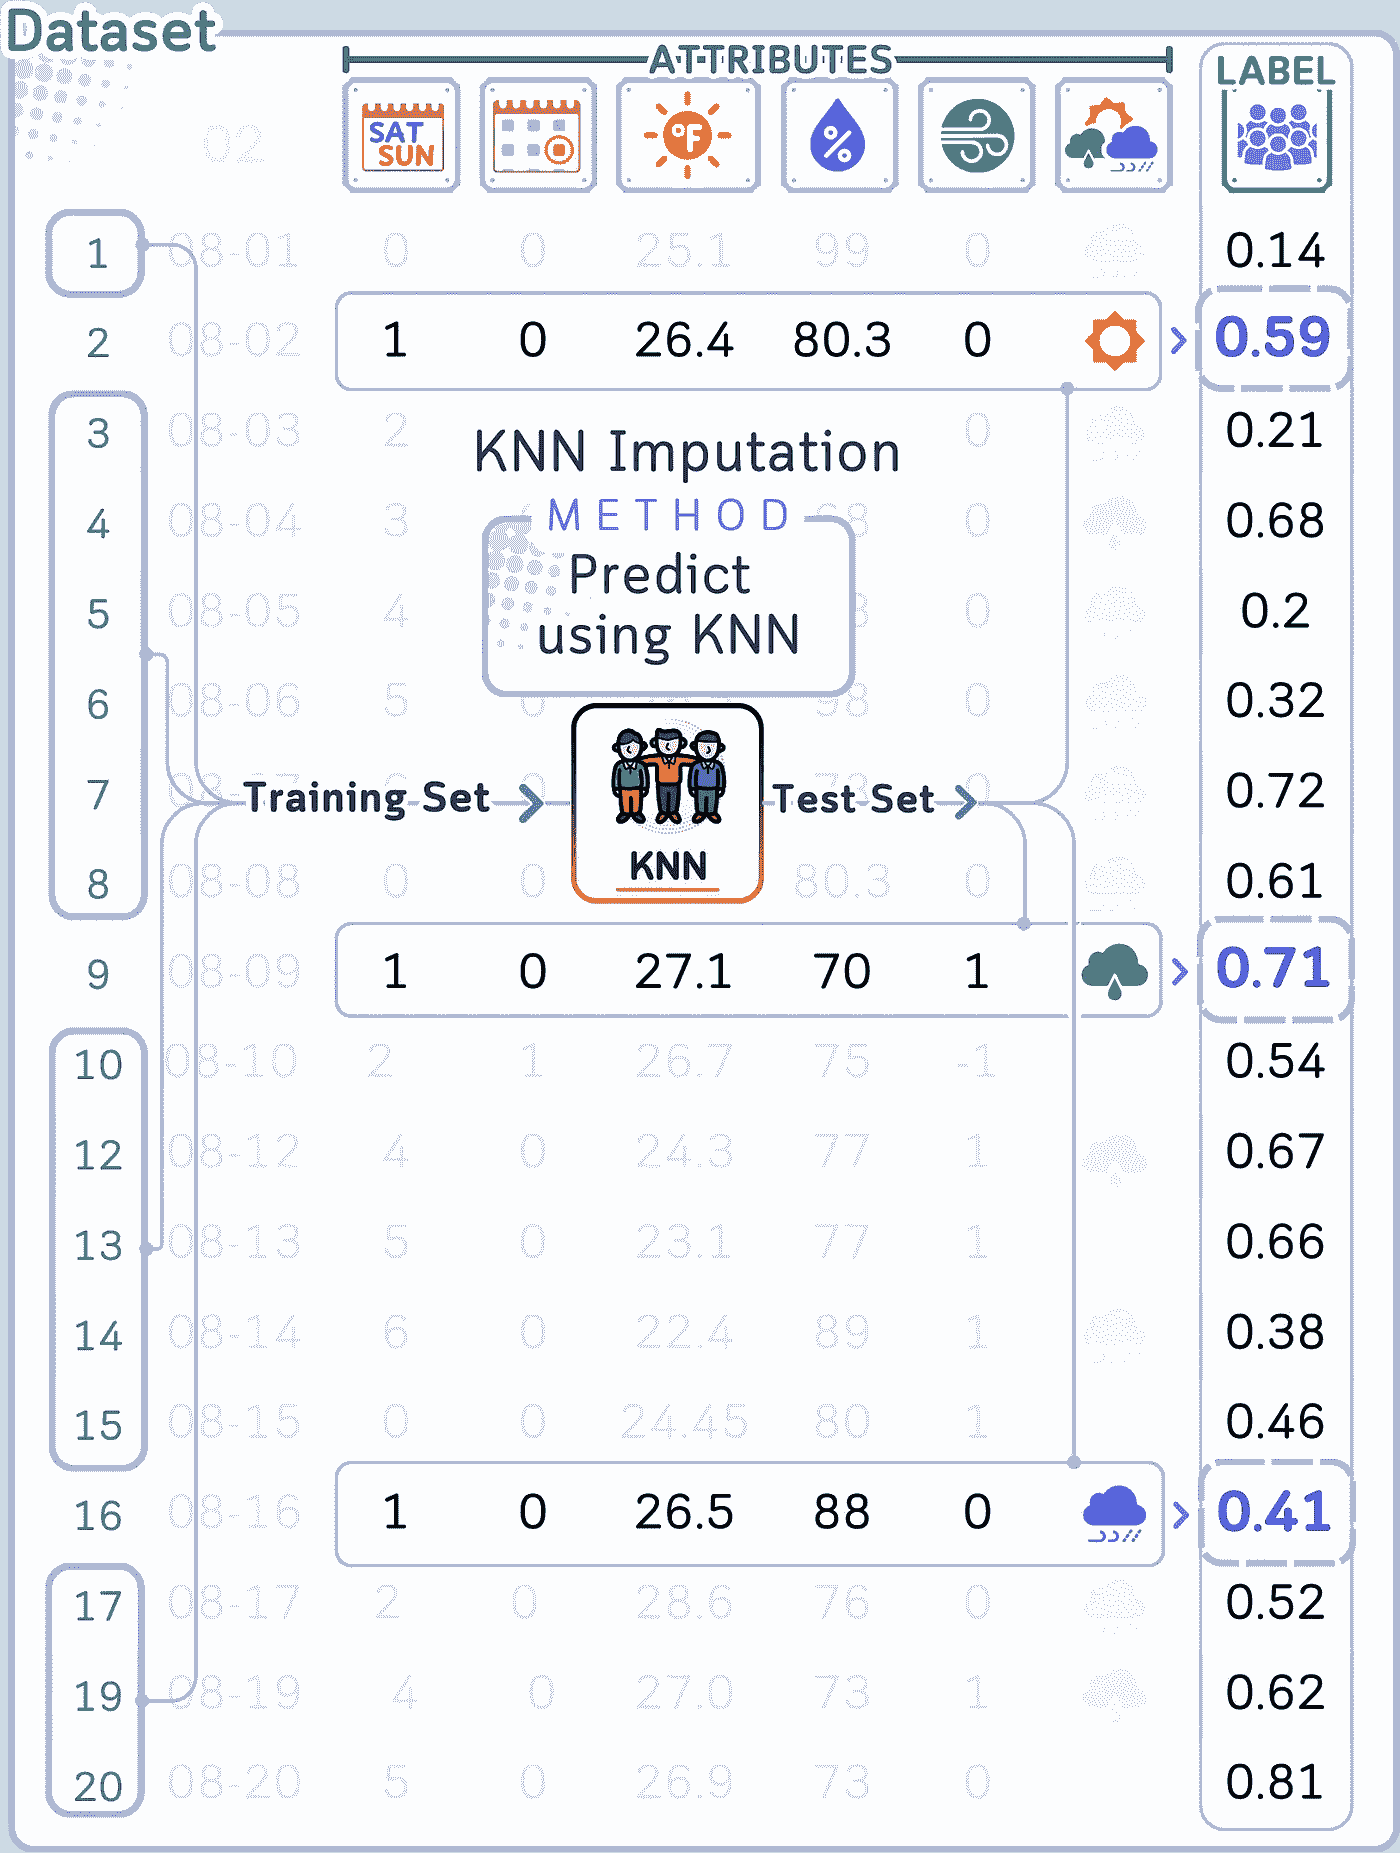 Dataset
ATTRIBUTES
LABEL
SAT
SUN
°F
%
02
1 08-01 0 0 25.1 99 0 0.14
2 08-02 1 0 26.4 80.3 0 0.59
3 08-03 2 0 0.21
KNN Imputation
METHOD
4 08-04 3 0 0.68
Predict
using KNN
5 08-05 4 0 0.2
6 08-06 5 98 0 0.32
7 0.72
Training Set
KNN
Test Set
8 08-08 0 0 80.3 0 0.61
9 08-09 1 0 27.1 70 1 0.71
10 08-10 2 1 26.7 75 -1 0.54
12 08-12 4 0 24.3 77 1 0.67
13 08-13 5 0 23.1 77 1 0.66
14 08-14 6 0 22.4 89 1 0.38
15 08-15 0 0 24.45 80 1 0.46
16 08-16 1 0 26.5 88 0 0.41
17 08-17 2 0 28.6 76 0 0.52
19 08-19 4 0 27.0 73 1 0.62
20 08-20 5 0 26.9 73 0 0.81